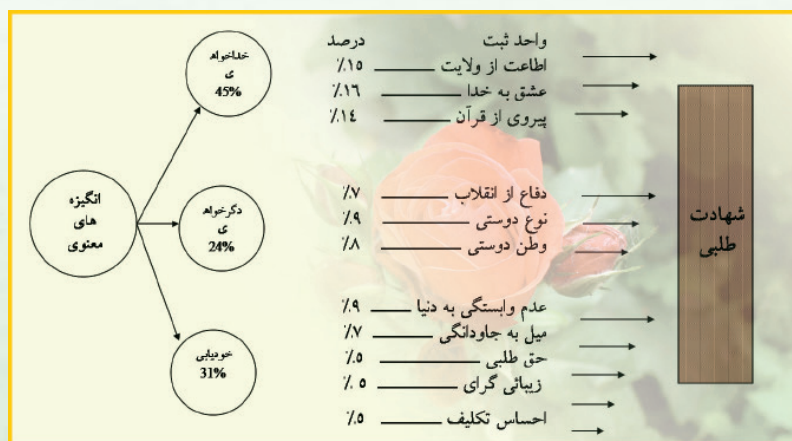 واحد ثبت درصد
اطاعت از ولایت ٪۱۵
عشق به خدا ٪۱۶
پیروی از قرآن ٪۱۴
دفاع از انقلاب ٪۷
نوع دوستی ٪۹
وطن دوستی ٪۸
عدم وابستگی به دنیا ٪۹
میل به جاودانگی ٪۷
حق طلبی ٪۵
زیبائی گرای ٪۵
احساس تکلیف ٪۵
شهادت
طلبی
خداخواه
ی
45%
دگرخواه
ی
24%
خودیابی
31%
انگیزه
های
معنوی